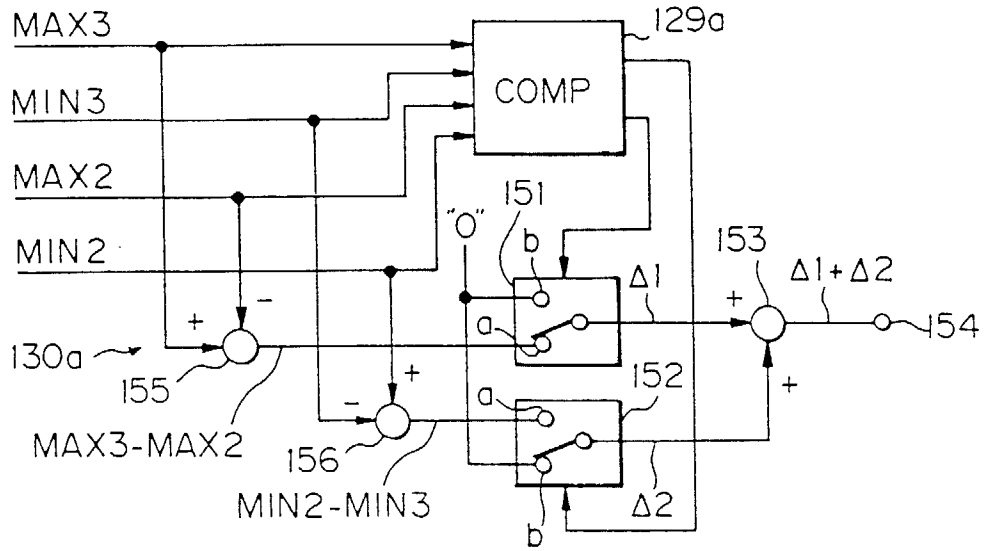 MAX3
129a
MIN3
COMP
MAX2
151
"O"
153
MIN2
b
Δ1
Δ1+Δ2
+
-
+
a
154
130a
155
+
152
+
-
a
MAX3-MAX2
156
MIN2-MIN3
Δ2
b